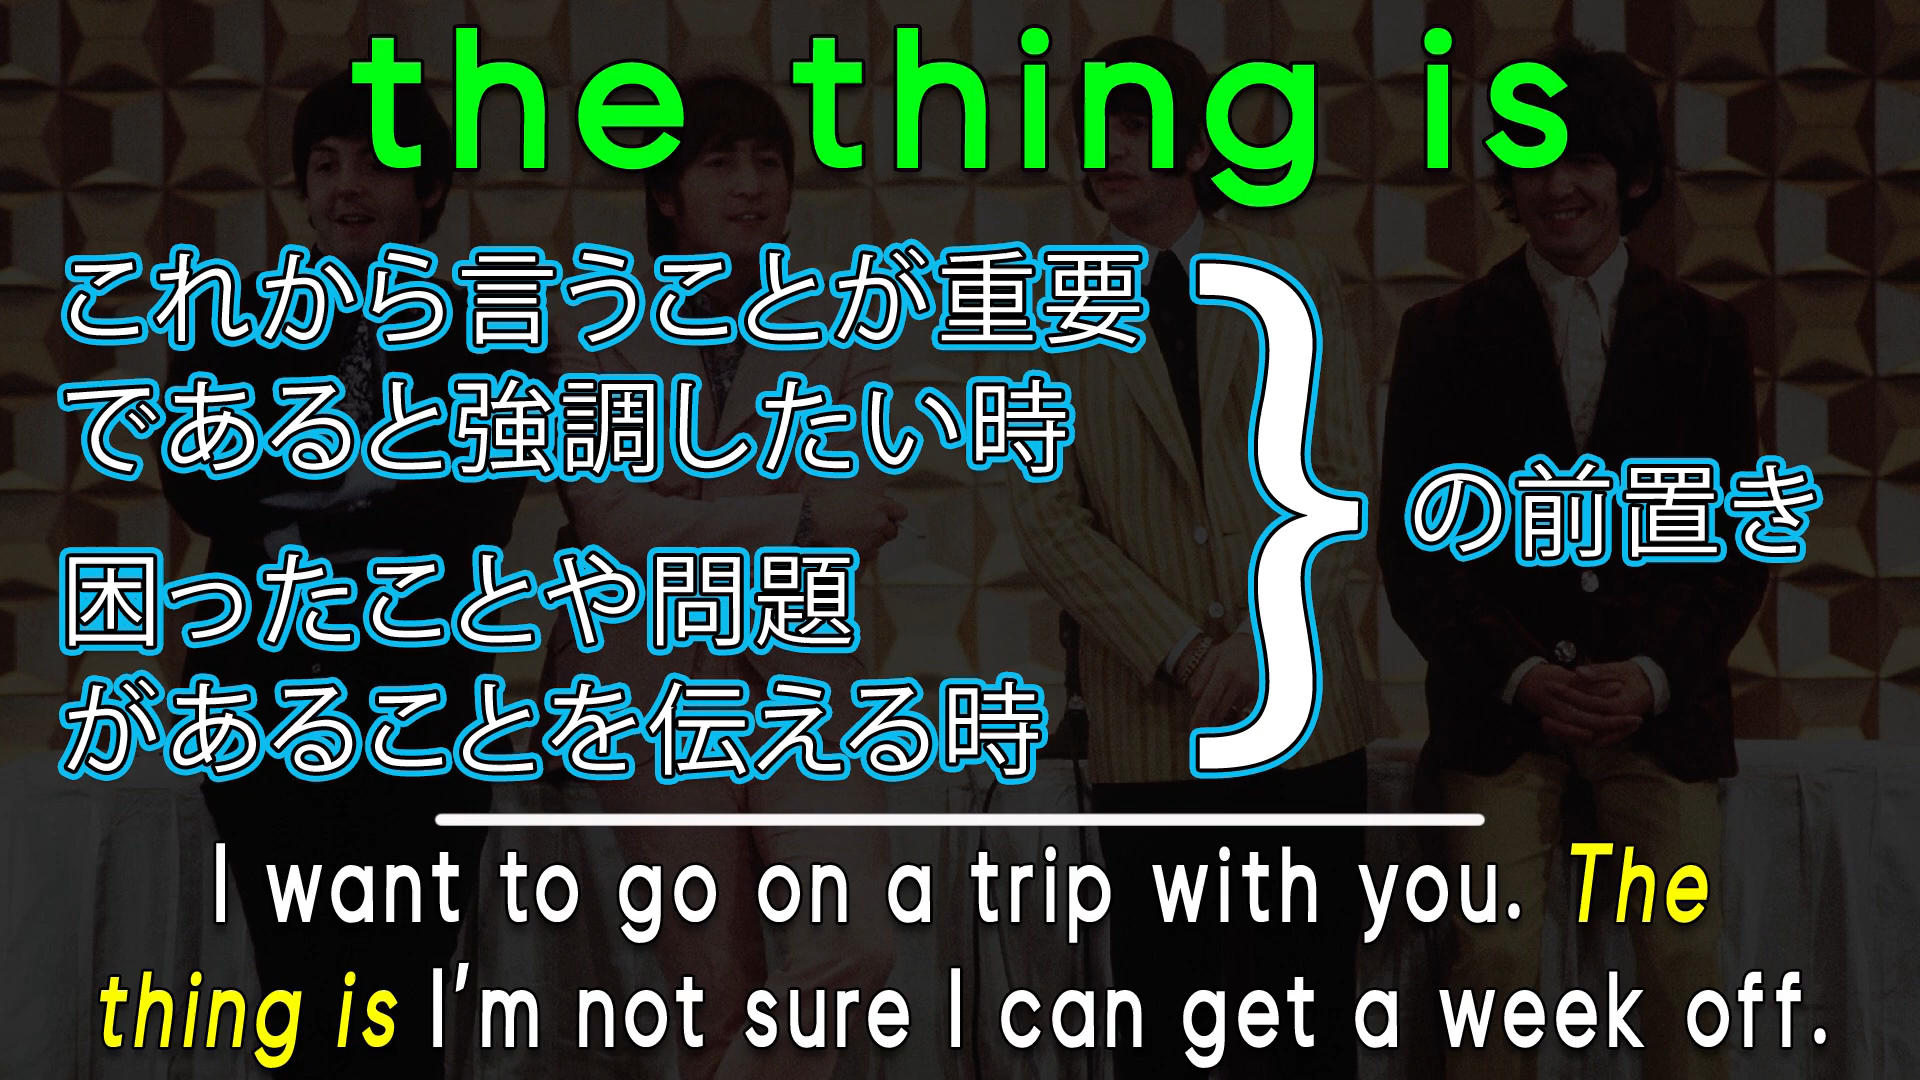 the thing is
これから言うことが重要
であると強調したい時
困ったことや問題
があることを伝える時
}
の前置き
I want to go on a trip with you. The
thing is I'm not sure I can get a week off.